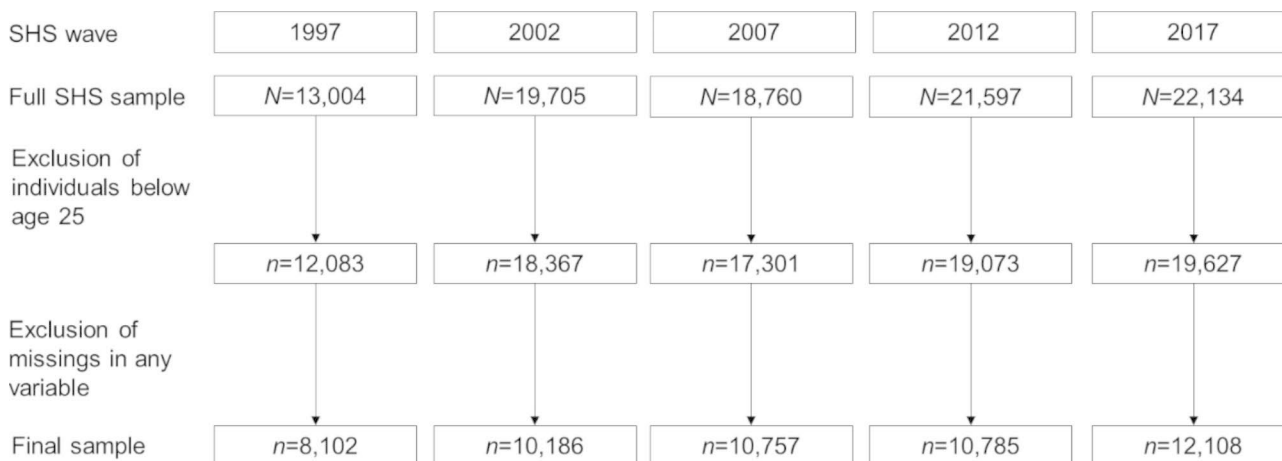 SHS wave 1997 2002 2007 2012 2017
Full SHS sample N=13,004 N=19,705 N=18,760 N=21,597 N=22,134
Exclusion of
individuals below
age 25
n=12,083 n=18,367 n=17,301 n=19,073 n=19,627
Exclusion of
missings in any
variable
Final sample n=8,102 n=10,186 n=10,757 n=10,785 n=12,108